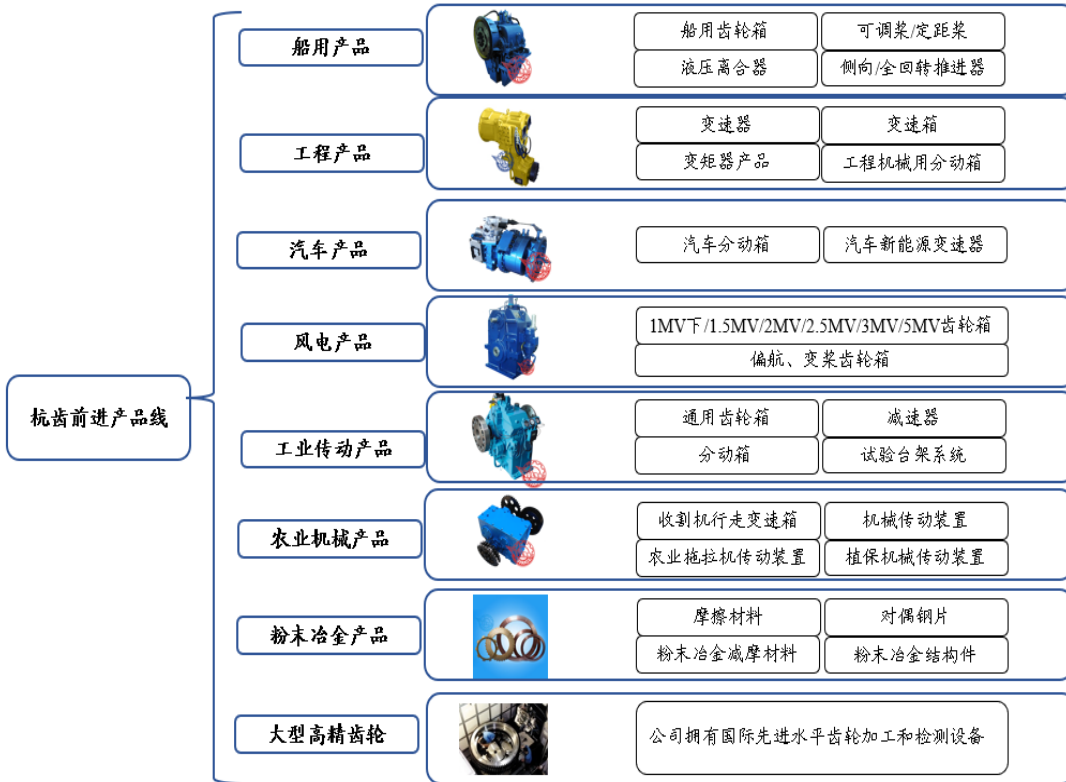 船用产品
船用齿轮箱
可调桨/定距桨
液压离合器
侧向/全回转推进器
工程产品
变速器
变速箱
变矩器产品
工程机械用分动箱
汽车产品
汽车分动箱
汽车新能源变速器
风电产品
1MV下/1.5MV/2MV/2.5MV/3MV/5MV齿轮箱
偏航、变桨齿轮箱
杭齿前进产品线
工业传动产品
通用齿轮箱
减速器
分动箱
试验台架系统
农业机械产品
收割机行走变速箱
机械传动装置
农业拖拉机传动装置
植保机械传动装置
粉末冶金产品
摩擦材料
对偶钢片
粉末冶金减摩材料
粉末冶金结构件
大型高精齿轮
公司拥有国际先进水平齿轮加工和检测设备